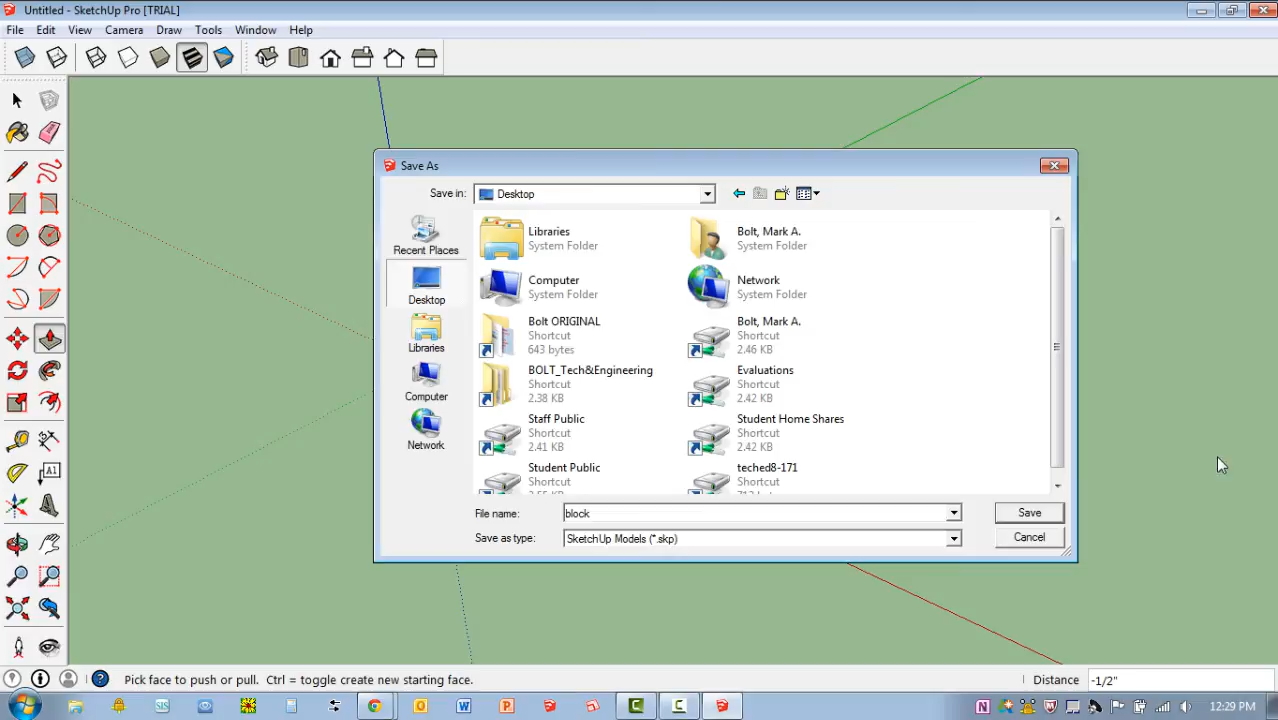 Untitled - SketchUp Pro [TRIAL]
File Edit View Camera Draw Tools Window Help
Save As
Save in: Desktop
Recent Places
Desktop
Libraries
Computer
Network
Libraries
System Folder
Bolt, Mark A.
System Folder
Computer
System Folder
Network
System Folder
Bolt ORIGINAL
Shortcut
643 bytes
Bolt, Mark A.
Shortcut
2.46 KB
BOLT_Tech&Engineering
Shortcut
2.38 KB
Evaluations
Shortcut
2.42 KB
Staff Public
Shortcut
2.41 KB
Student Home Shares
Shortcut
2.42 KB
Student Public
Shortcut
teched8-171
Shortcut
File name: block
Save as type: SketchUp Models (*.skp)
Save
Cancel
A1
Pick face to push or pull. Ctrl = toggle create new starting face.
Distance -1/2"
SIS
12:29 PM